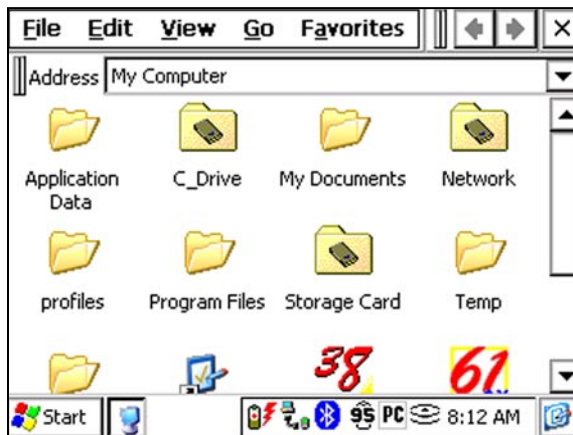 File Edit View Go Favorites
Address My Computer
Application Data
C_Drive
My Documents
Network
profiles
Program Files
Storage Card
Temp
38
61
Start
95 PC 8:12 AM